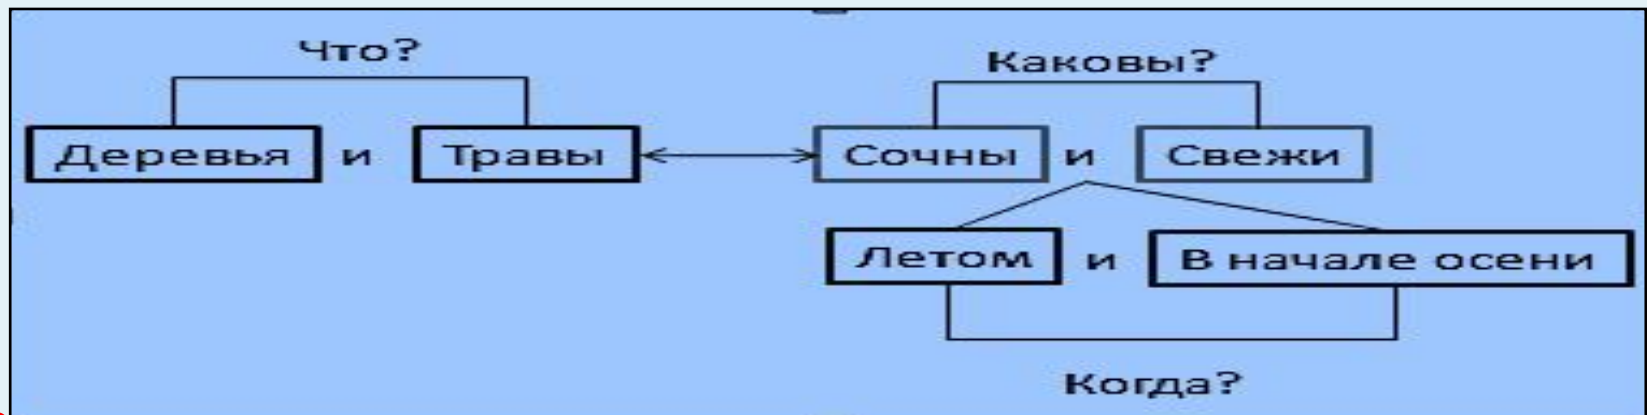 Что? Каковы?
Деревья и Травы Сочны и Свежи
Летом и В начале осени
Когда?